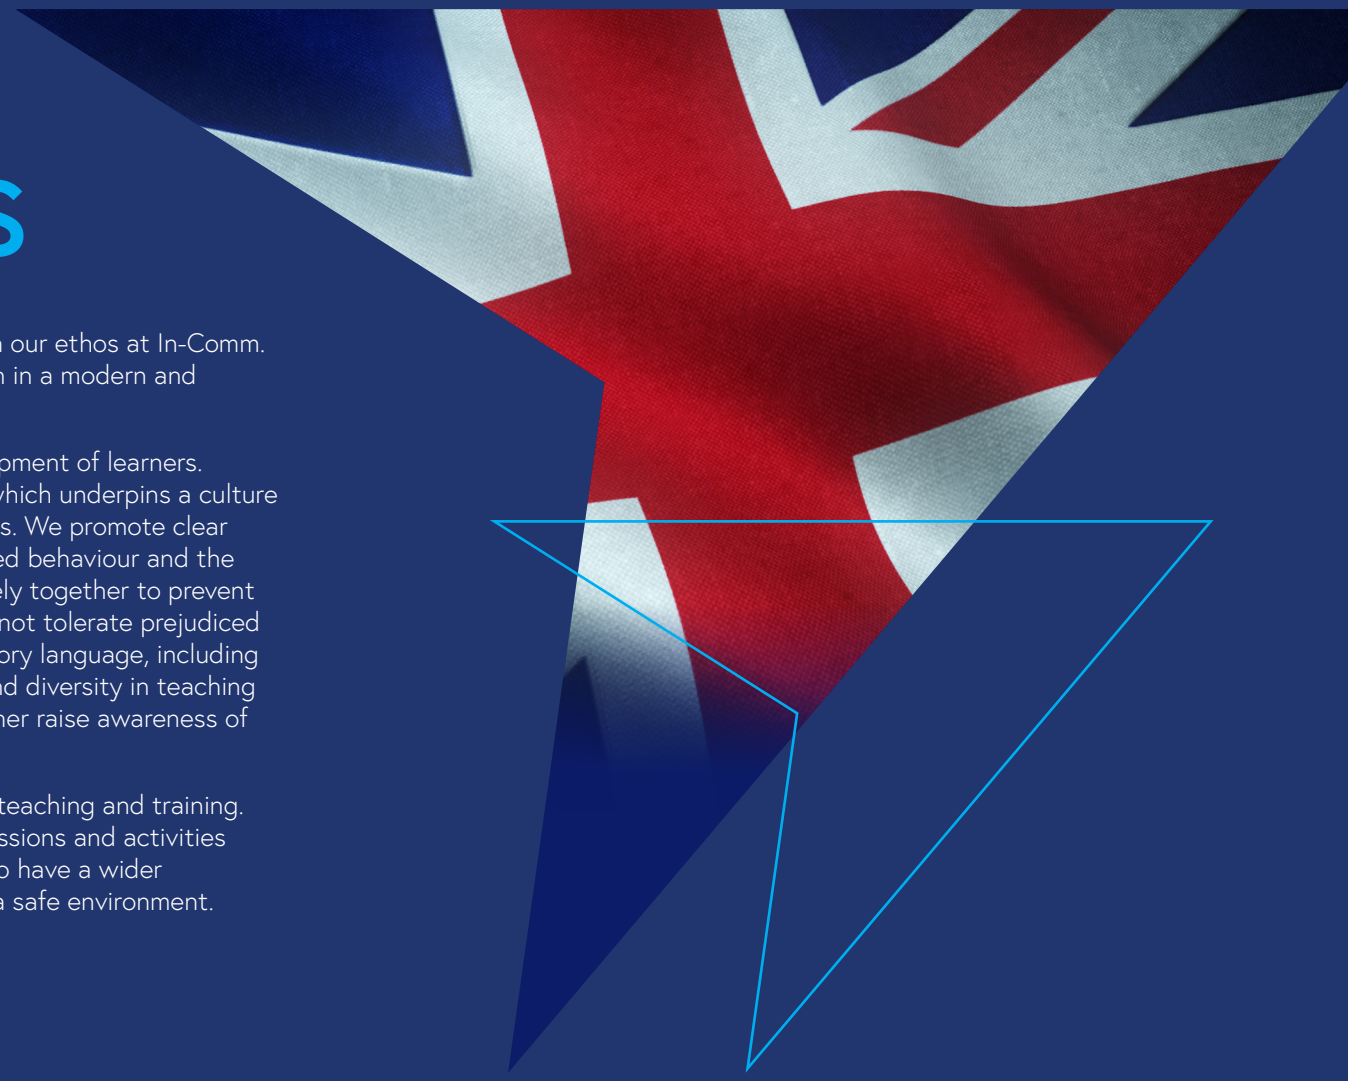 S
our ethos at In-Comm.
in a modern and
opment of learners.
which underpins a culture
s. We promote clear
ed behaviour and the
ely together to prevent
not tolerate prejudiced
ory language, including
nd diversity in teaching
her raise awareness of
teaching and training.
ssions and activities
o have a wider
a safe environment.